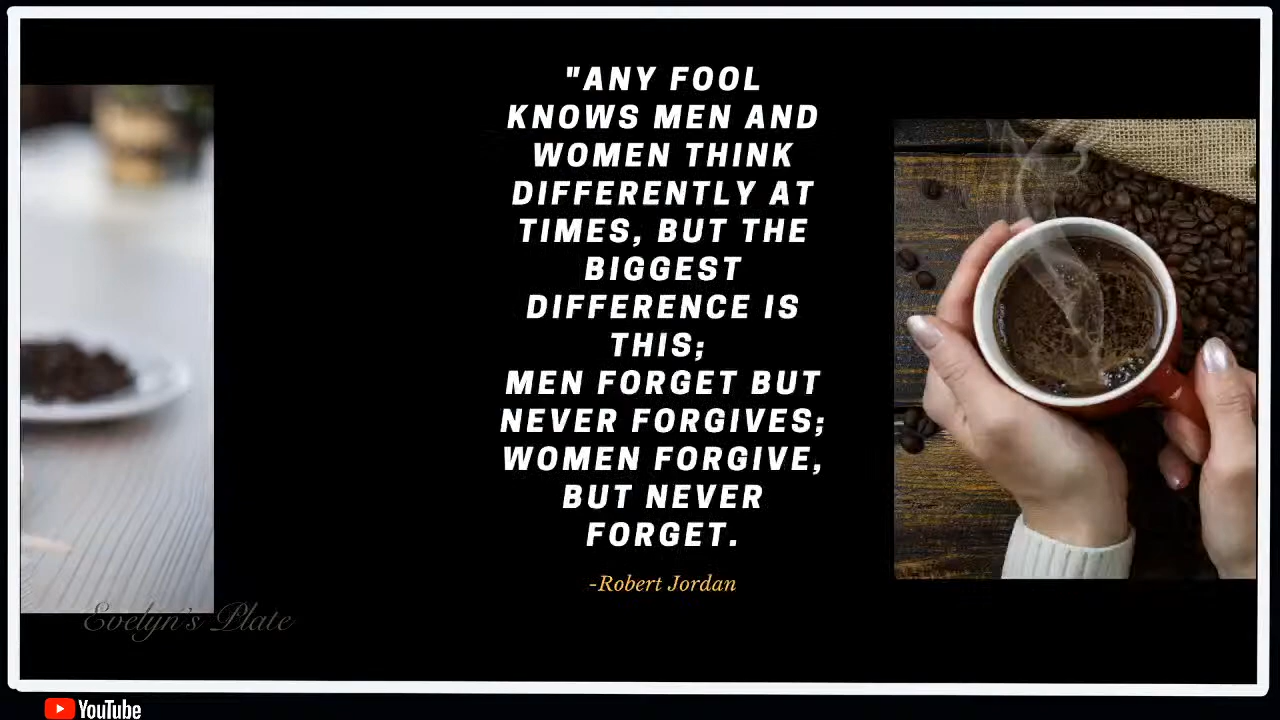 "ANY FOOL
KNOWS MEN AND
WOMEN THINK
DIFFERENTLY AT
TIMES, BUT THE
BIGGEST
DIFFERENCE IS
THIS;
MEN FORGET BUT
NEVER FORGIVES;
WOMEN FORGIVE,
BUT NEVER
FORGET.
-Robert Jordan
Evelyn's Plate
YouTube